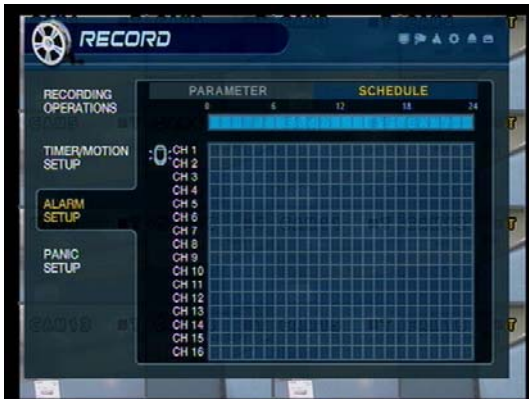 RECORD
RECORDING
OPERATIONS
TIMER/MOTION
SETUP
ALARM
SETUP
PANIC
SETUP
PARAMETER SCHEDULE
0 6 12 18 24
CH 1
CH 2
CH 3
CH 4
CH 5
CH 6
CH 7
CH 8
CH 9
CH 10
CH 11
CH 12
CH 13
CH 14
CH 15
CH 16
T
T
T
T
CAM13